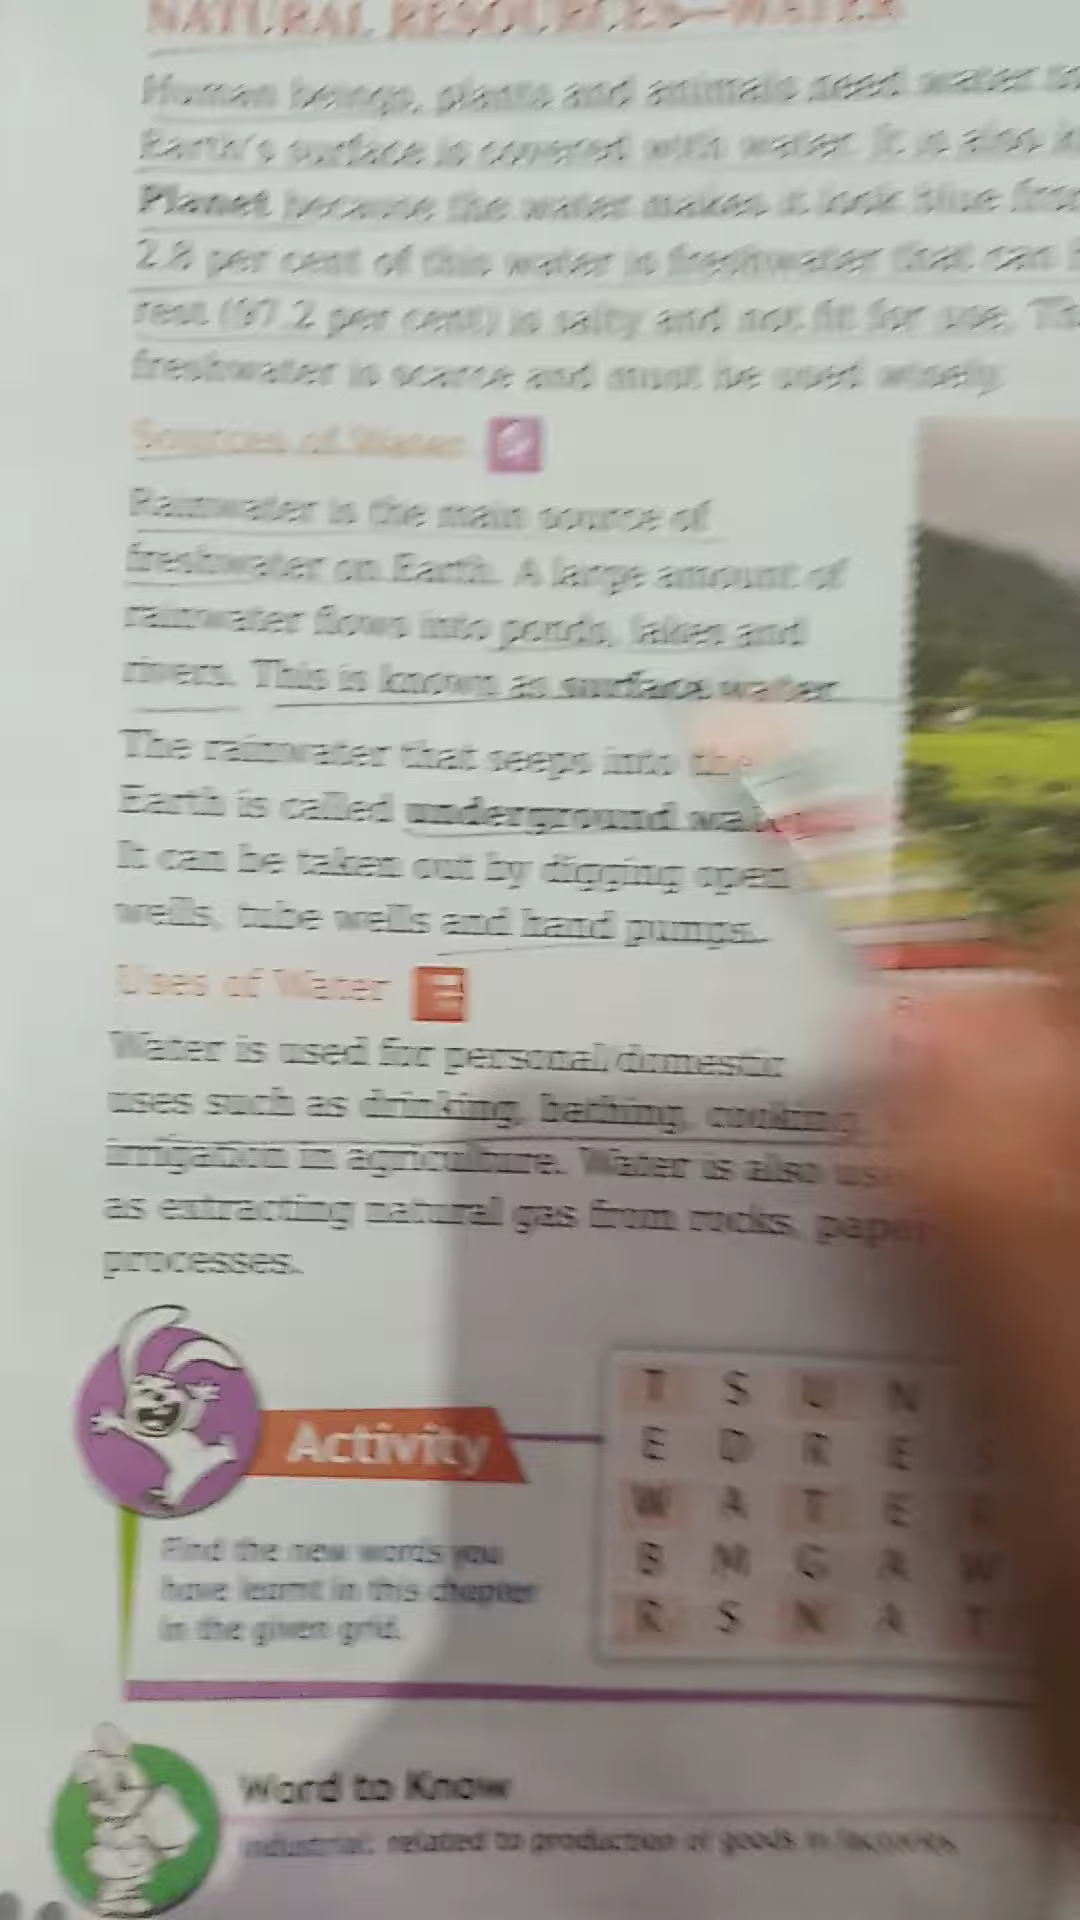 NATURAL RESOURCES—WATER
Human beings, plants and animals need water to
Earth's surface is covered with water. It is also
Planet because the water makes it look blue from
2.8 per cent of this water is freshwater that can
rest (97.2 per cent) is salty and not fit for use.
freshwater is scarce and must be used wisely.
Sources of Water
Rainwater is the main source of
freshwater on Earth. A large amount of
rainwater flows into ponds, lakes and
rivers. This is known as surface water.
The rainwater that seeps into the
Earth is called underground
It can be taken out by digging open
wells, tube wells and hand pumps.
Uses of Water
Water is used for personal/domestic
uses such as drinking, bathing, cooking,
irrigation in agriculture. Water is also
as extracting natural gas from rocks, paper
processes.
Activity
Find the new words you
have learnt in this chapter
in the given grid.
T S U N
E D R E
W A T E
B M G A W
R S N A T
Word to Know
industrial: related to production of goods in factories